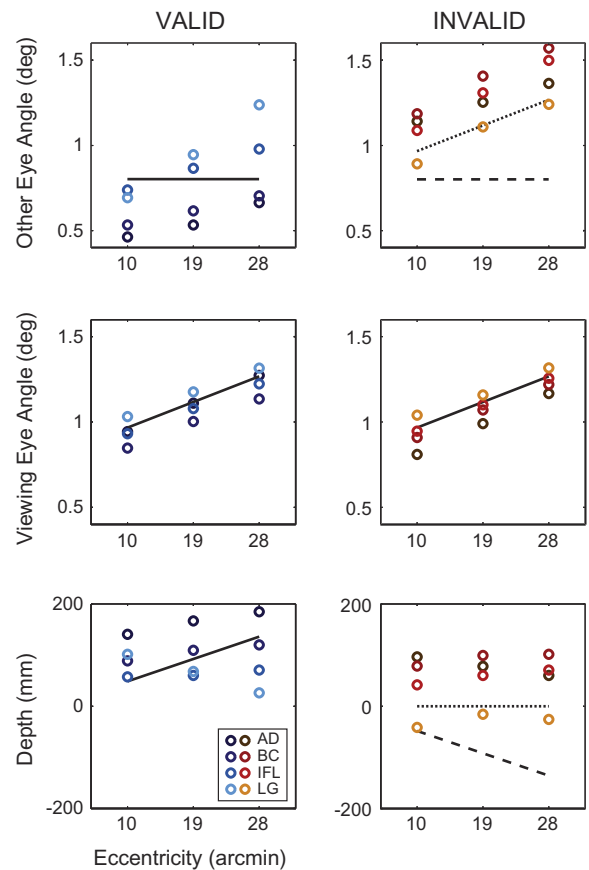 VALID
INVALID
Other Eye Angle (deg)
1.5
1
0.5
10 19 28
1.5
1
0.5
10 19 28
Viewing Eye Angle (deg)
1.5
1
0.5
10 19 28
1.5
1
0.5
10 19 28
Depth (mm)
200
0
-200
10 19 28
AD
BC
IFL
LG
200
0
-200
10 19 28
Eccentricity (arcmin)